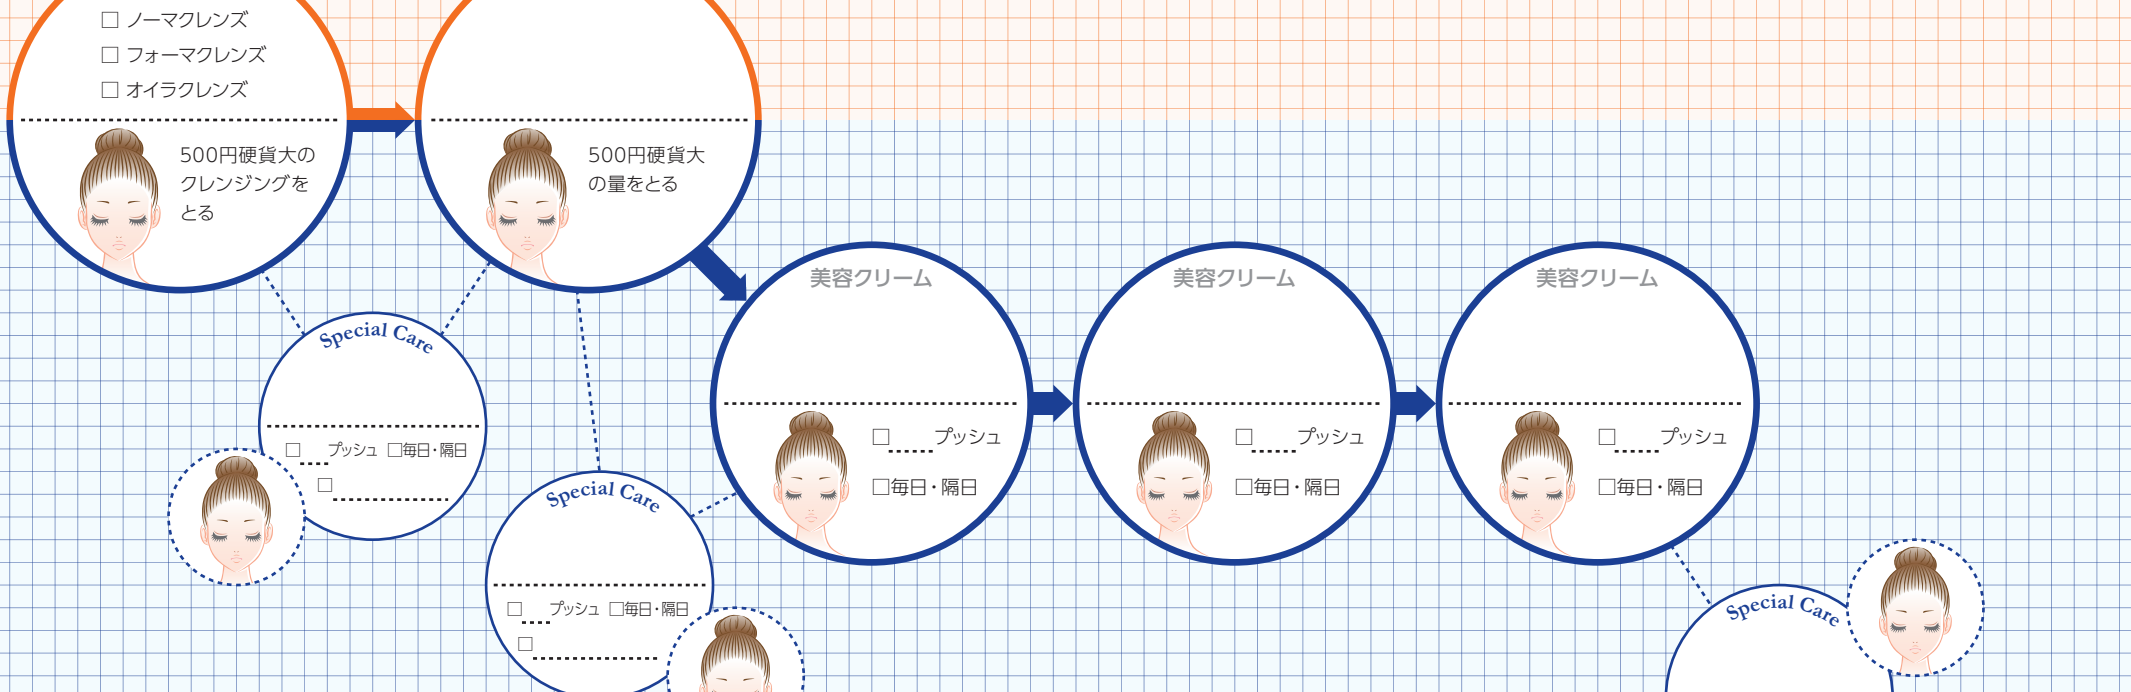 □ ノーマクレンズ
□ フォーマクレンズ
□ オイラクレンズ
500円硬貨大の
クレンジングを
とる
500円硬貨大
の量をとる
Special Care
□ プッシュ □毎日・隔日
□
Special Care
□ プッシュ □毎日・隔日
□
美容クリーム
□ プッシュ
□毎日・隔日
美容クリーム
□ プッシュ
□毎日・隔日
美容クリーム
□ プッシュ
□毎日・隔日
Special Care